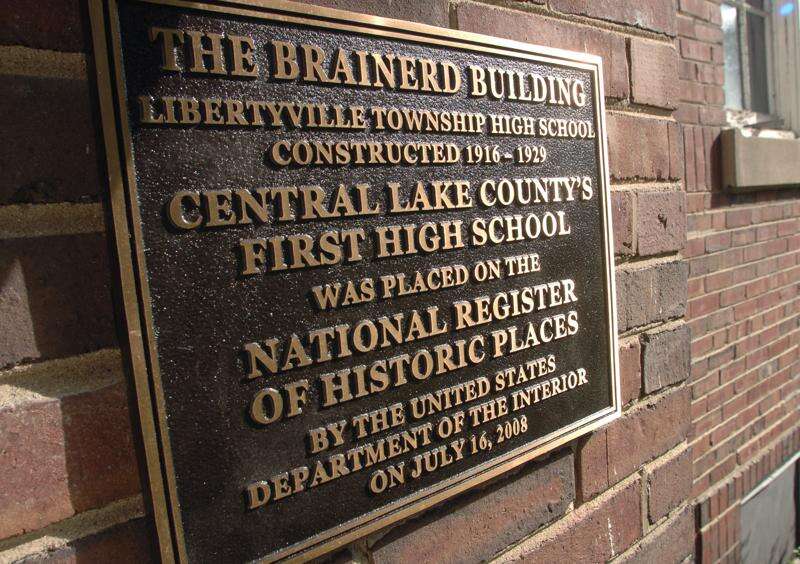 THE BRAINERD BUILDING
LIBERTYVILLE TOWNSHIP HIGH SCHOOL
CONSTRUCTED 1916 – 1929
CENTRAL LAKE COUNTY'S
FIRST HIGH SCHOOL
WAS PLACED ON THE
NATIONAL REGISTER
OF HISTORIC PLACES
BY THE UNITED STATES
DEPARTMENT OF THE INTERIOR
ON JULY 16, 2008